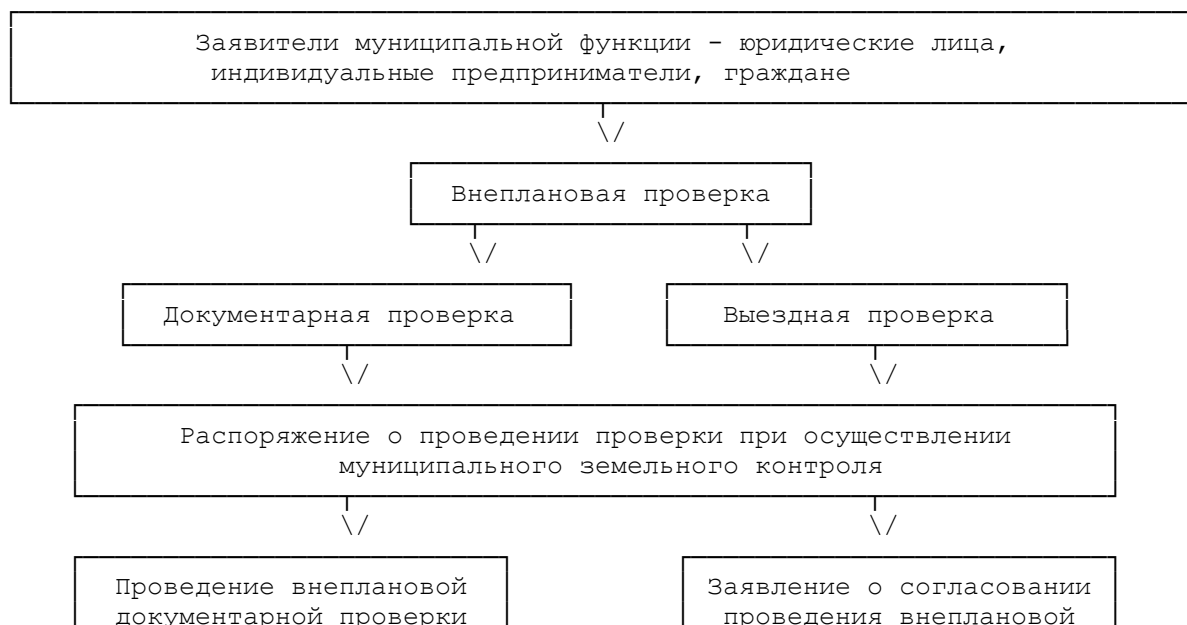 Заявители муниципальной функции - юридические лица,
индивидуальные предприниматели, граждане
\/
Внеплановая проверка
\/ \/
Документарная проверка Выездная проверка
\/ \/
Распоряжение о проведении проверки при осуществлении
муниципального земельного контроля
\/ \/
Проведение внеплановой Заявление о согласовании
документарной проверки проведения внеплановой